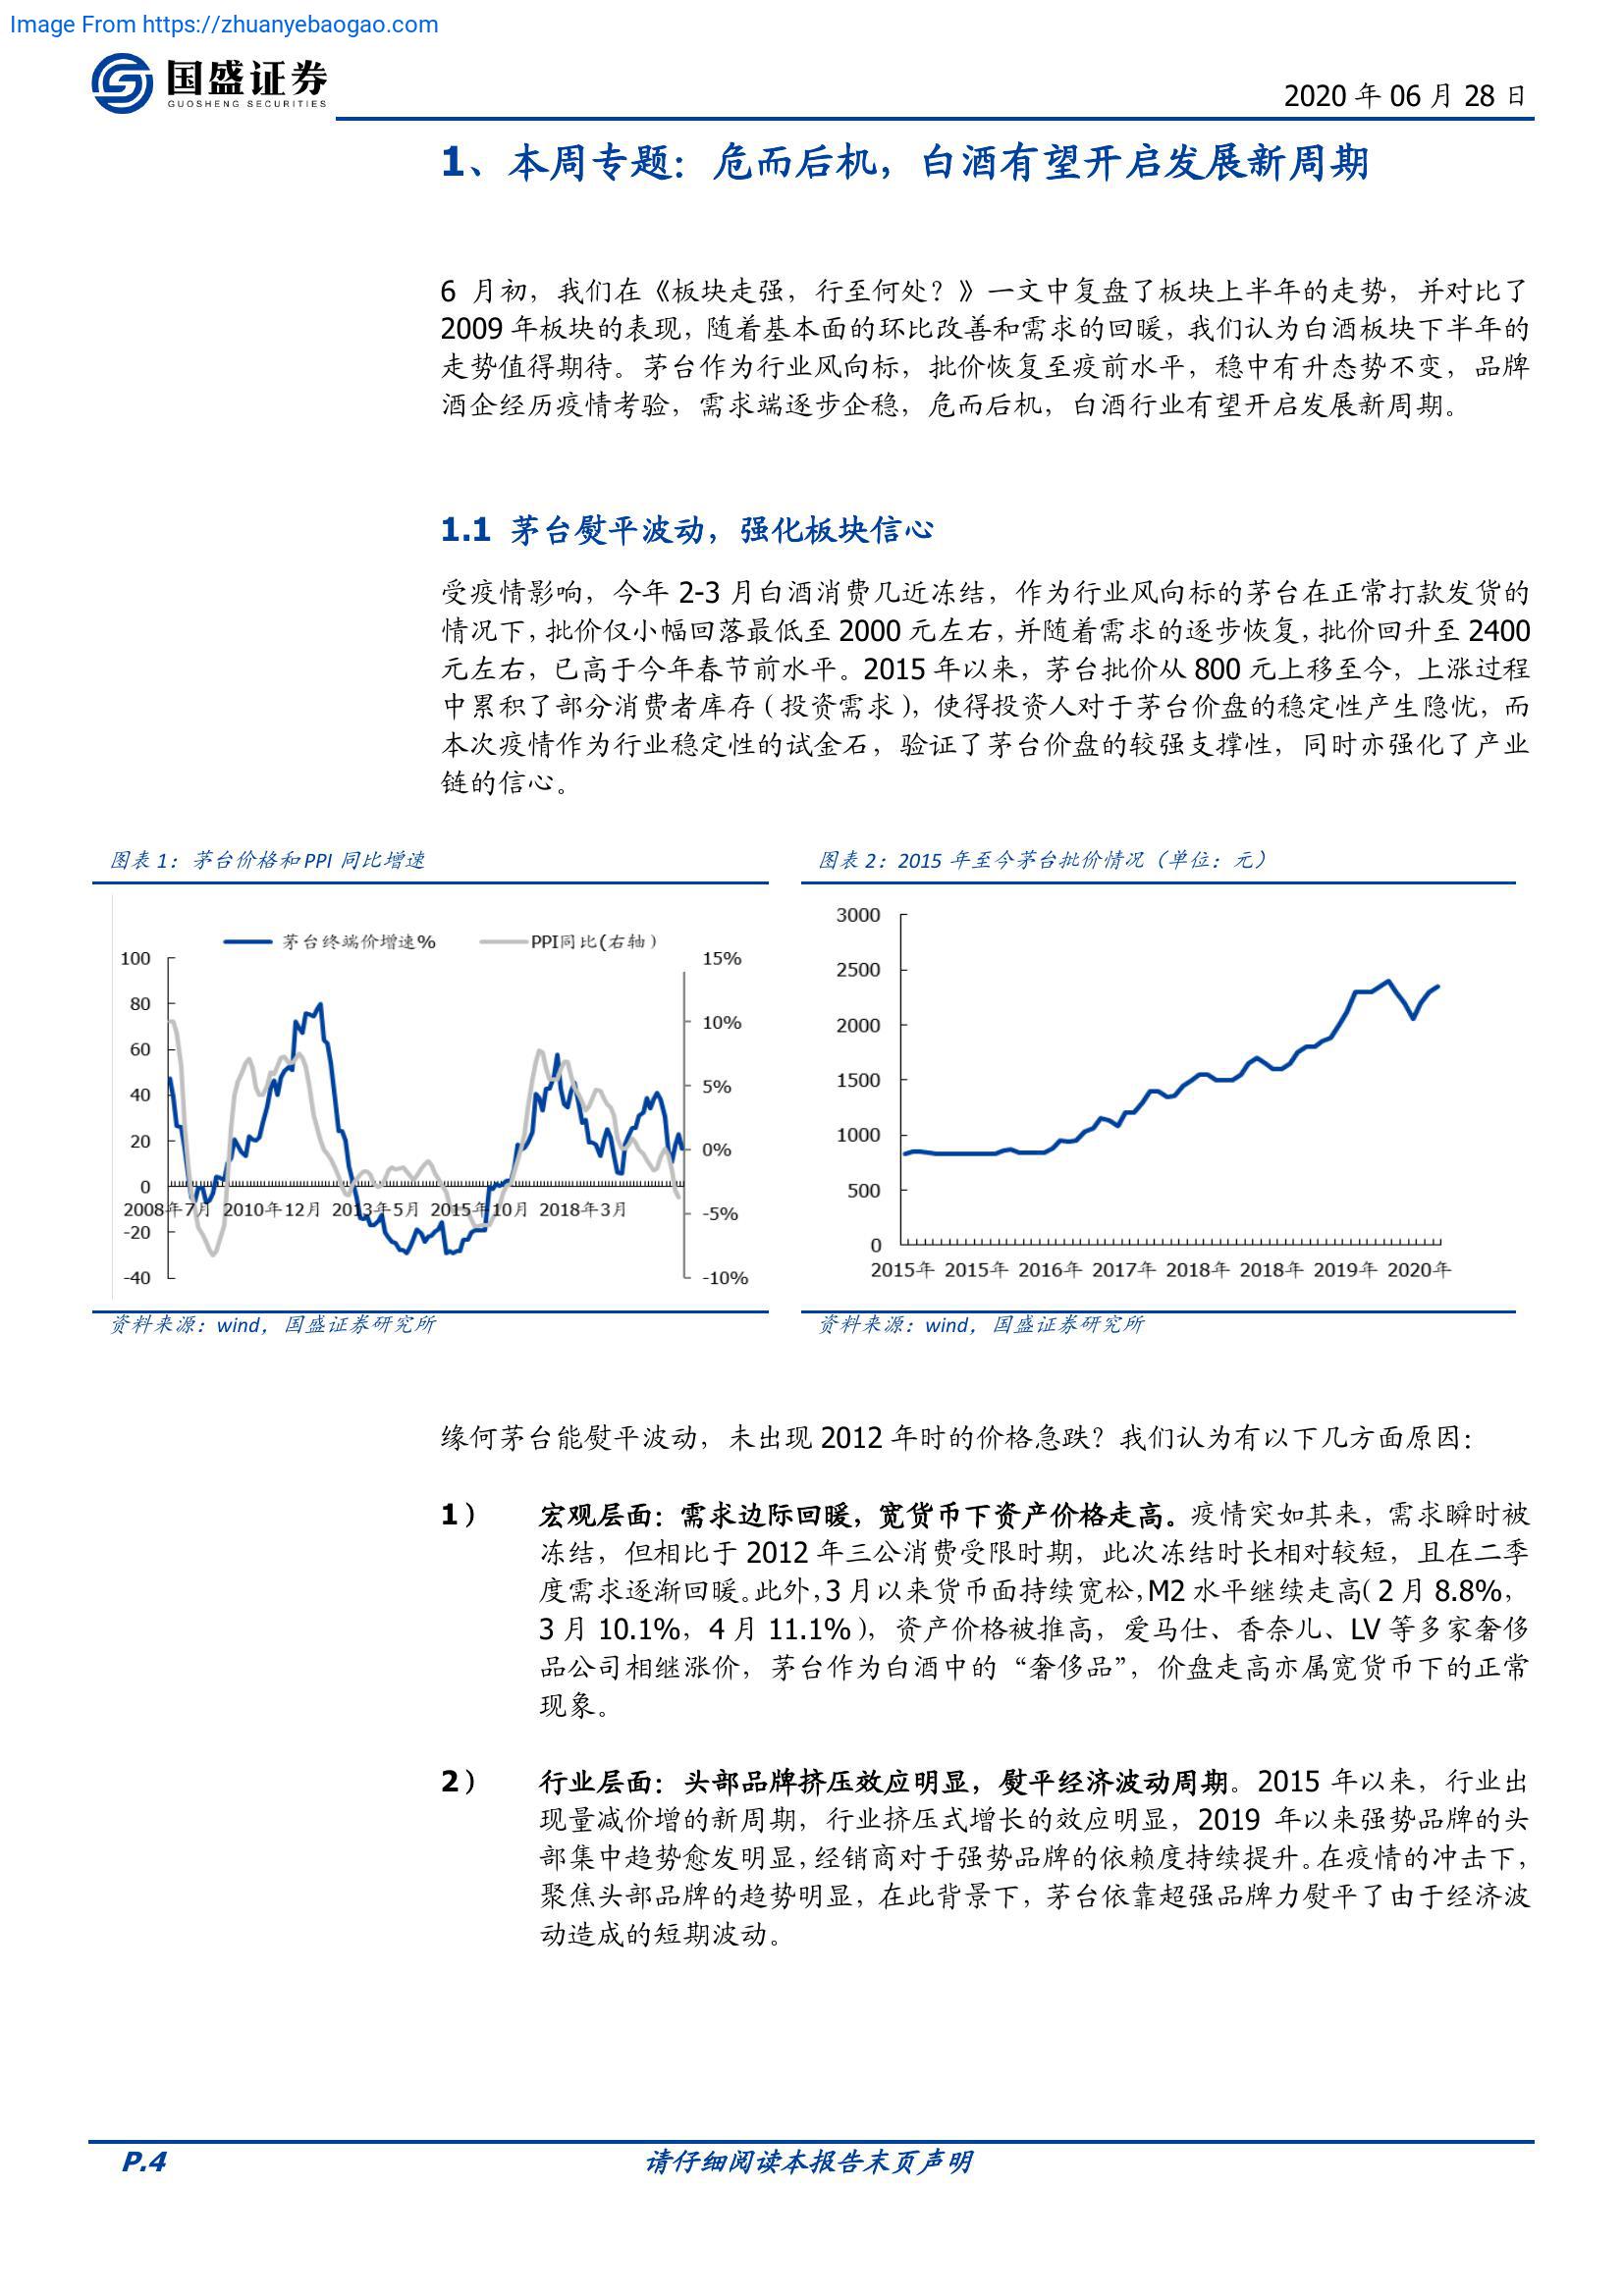 Image From https://zhuanyebaogao.com
国盛证券
GUOSHENG SECURITIES
2020 年 06 月 28 日
1、本周专题：危而后机，白酒有望开启发展新周期
6 月初，我们在《板块走强，行至何处？》一文中复盘了板块上半年的走势，并对比了
2009 年板块的表现，随着基本面的环比改善和需求的回暖，我们认为白酒板块下半年的
走势值得期待。茅台作为行业风向标，批价恢复至疫前水平，稳中有升态势不变，品牌
酒企经历疫情考验，需求端逐步企稳，危而后机，白酒行业有望开启发展新周期。
1.1 茅台熨平波动，强化板块信心
受疫情影响，今年 2-3 月白酒消费几近冻结，作为行业风向标的茅台在正常打款发货的
情况下，批价仅小幅回落最低至 2000 元左右，并随着需求的逐步恢复，批价回升至 2400
元左右，已高于今年春节前水平。2015 年以来，茅台批价从 800 元上移至今，上涨过程
中累积了部分消费者库存（投资需求），使得投资人对于茅台价盘的稳定性产生隐忧，而
本次疫情作为行业稳定性的试金石，验证了茅台价盘的较强支撑性，同时亦强化了产业
链的信心。
图表 1：茅台价格和 PPI 同比增速
茅台终端价增速%
PPI同比(右轴）
100
80
60
40
20
0
-20
-40
15%
10%
5%
0%
-5%
-10%
2008年7月 2010年12月 2013年5月 2015年10月 2018年3月
资料来源：wind，国盛证券研究所
图表 2：2015 年至今茅台批价情况（单位：元）
3000
2500
2000
1500
1000
500
0
2015年 2015年 2016年 2017年 2018年 2018年 2019年 2020年
资料来源：wind，国盛证券研究所
缘何茅台能熨平波动，未出现 2012 年时的价格急跌？我们认为有以下几方面原因：
1） 宏观层面：需求边际回暖，宽货币下资产价格走高。疫情突如其来，需求瞬时被
冻结，但相比于 2012 年三公消费受限时期，此次冻结时长相对较短，且在二季
度需求逐渐回暖。此外，3 月以来货币面持续宽松，M2 水平继续走高（2 月 8.8%，
3 月 10.1%，4 月 11.1%），资产价格被推高，爱马仕、香奈儿、LV 等多家奢侈
品公司相继涨价，茅台作为白酒中的“奢侈品”，价盘走高亦属宽货币下的正常
现象。
2） 行业层面：头部品牌挤压效应明显，熨平经济波动周期。2015 年以来，行业出
现量减价增的新周期，行业挤压式增长的效应明显，2019 年以来强势品牌的头
部集中趋势愈发明显，经销商对于强势品牌的依赖度持续提升。在疫情的冲击下，
聚焦头部品牌的趋势明显，在此背景下，茅台依靠超强品牌力熨平了由于经济波
动造成的短期波动。
P.4
请仔细阅读本报告末页声明